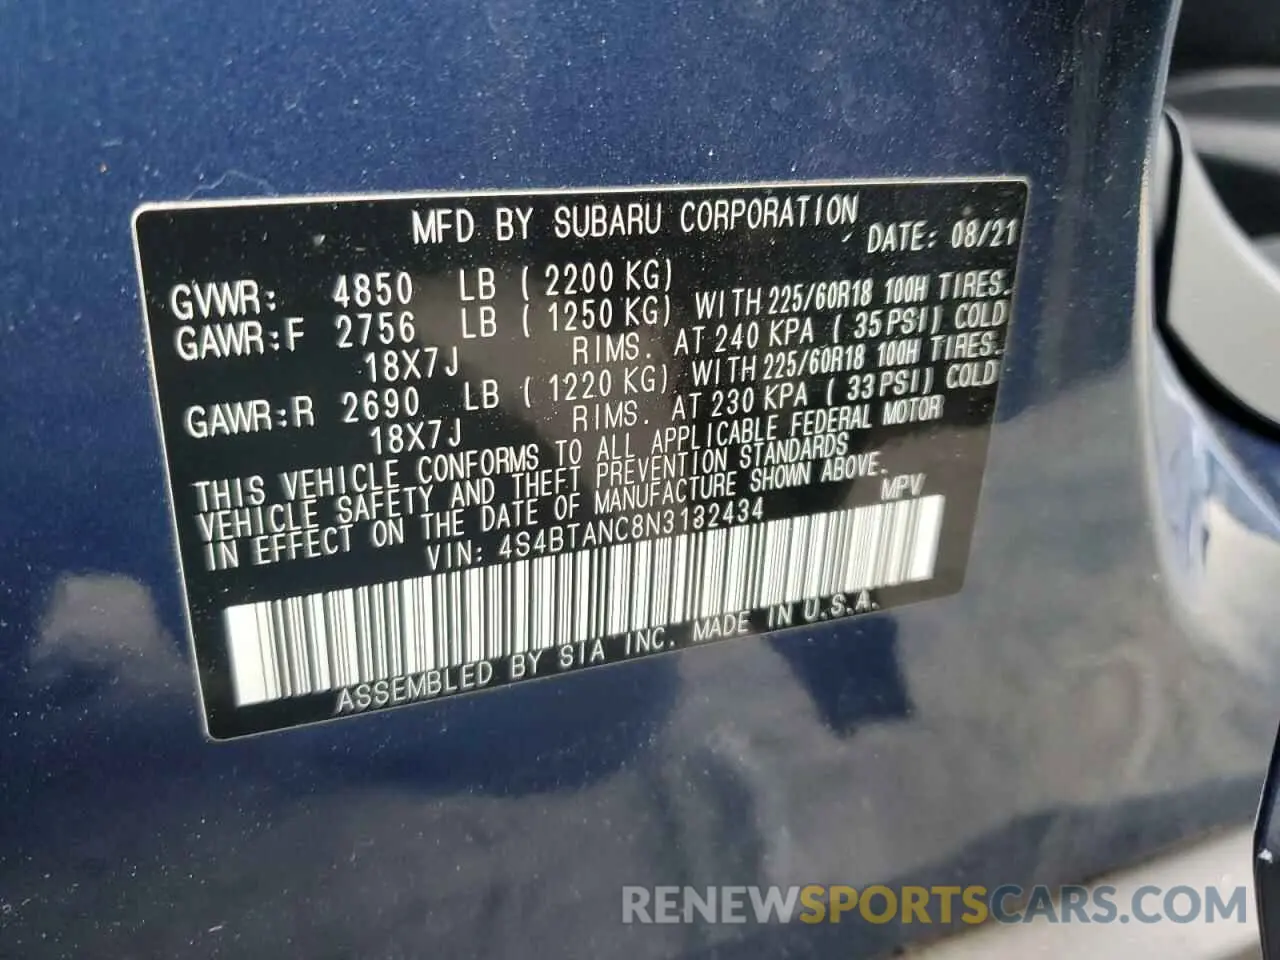 MFD BY SUBARU CORPORATION
DATE: 08/21
GVWR: 4850 LB ( 2200 KG)
GAWR:F 2756 LB ( 1250 KG) WITH 225/60R18 100H TIRES.
18X7J RIMS. AT 240 KPA ( 35PSI) COLD
GAWR:R 2690 LB ( 1220 KG) WITH 225/60R18 100H TIRES.
18X7J RIMS. AT 230 KPA ( 33PSI) COLD
THIS VEHICLE CONFORMS TO ALL APPLICABLE FEDERAL MOTOR
VEHICLE SAFETY AND THEFT PREVENTION STANDARDS
IN EFFECT ON THE DATE OF MANUFACTURE SHOWN ABOVE.
VIN: 4S4BTANC8N3132434 MPV
ASSEMBLED BY SIA INC. MADE IN U.S.A.
RENEWSPORTSCARS.COM